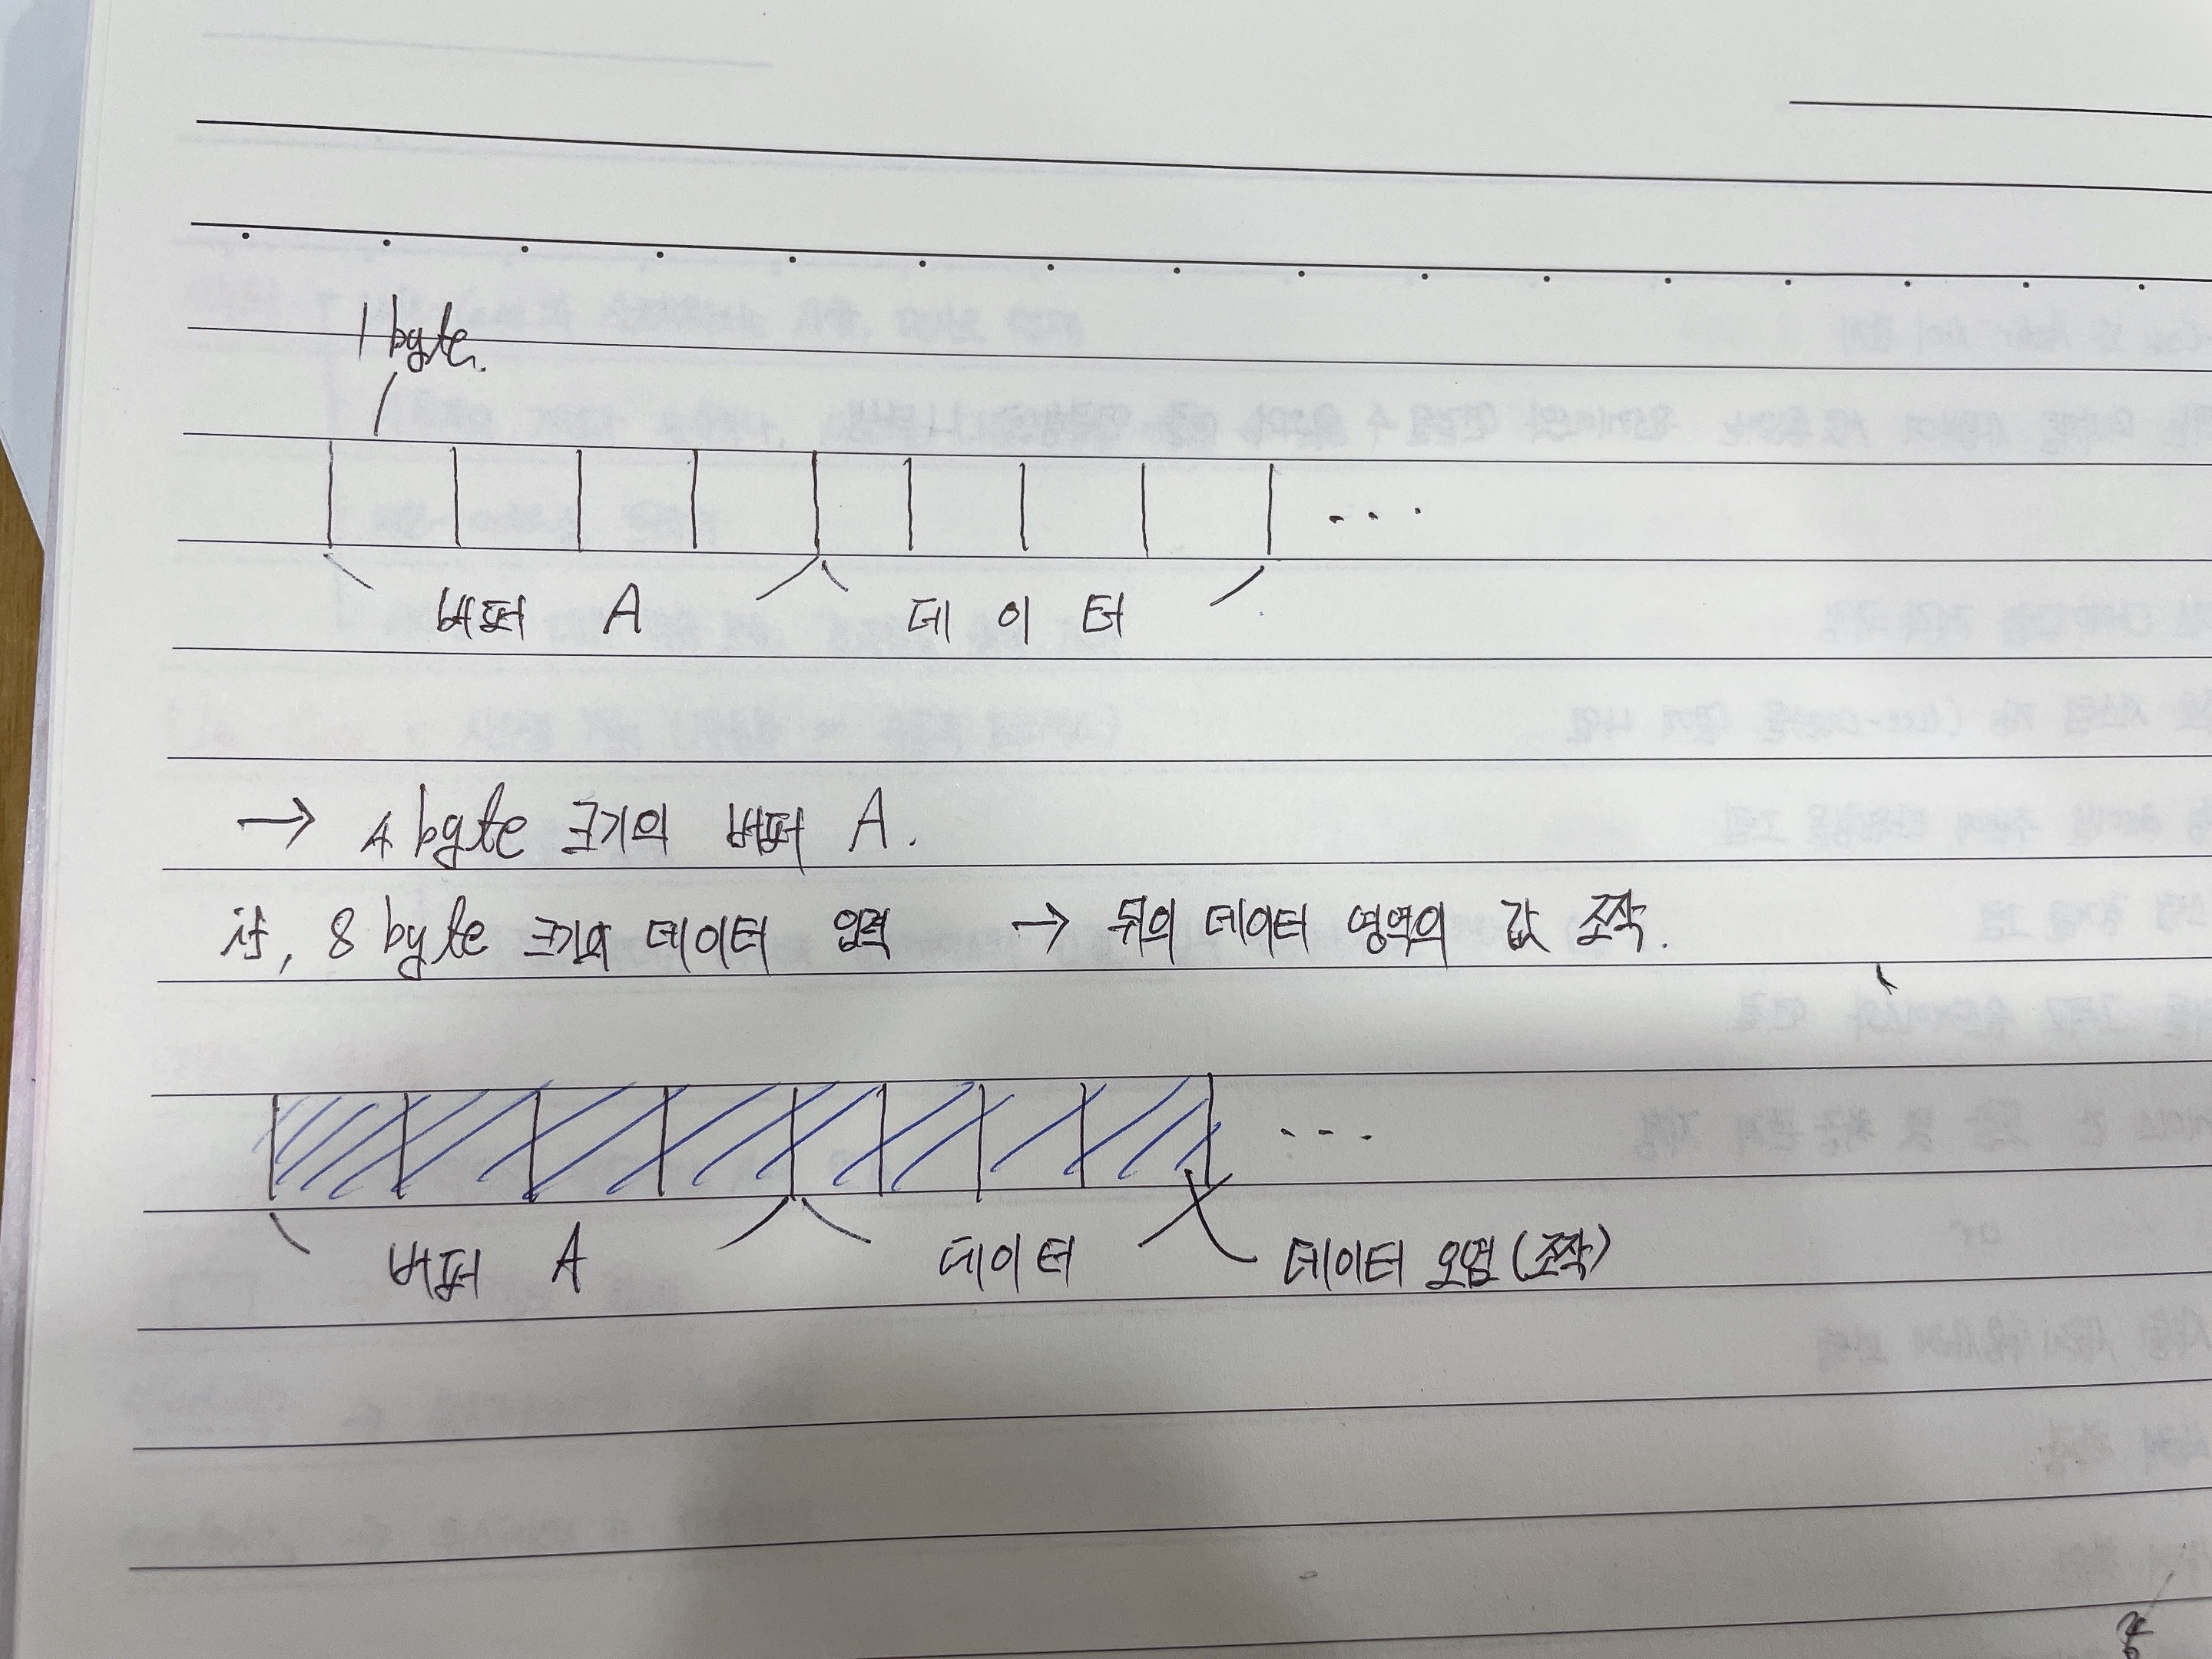 1 byte.
...
버퍼 A 데이터
→ 4 byte 크기의 버퍼 A.
, 8 byte 크기의 데이터 입력 → 뒤의 데이터 영역의 값 조작.
...
버퍼 A 데이터 데이터 오염(조작)